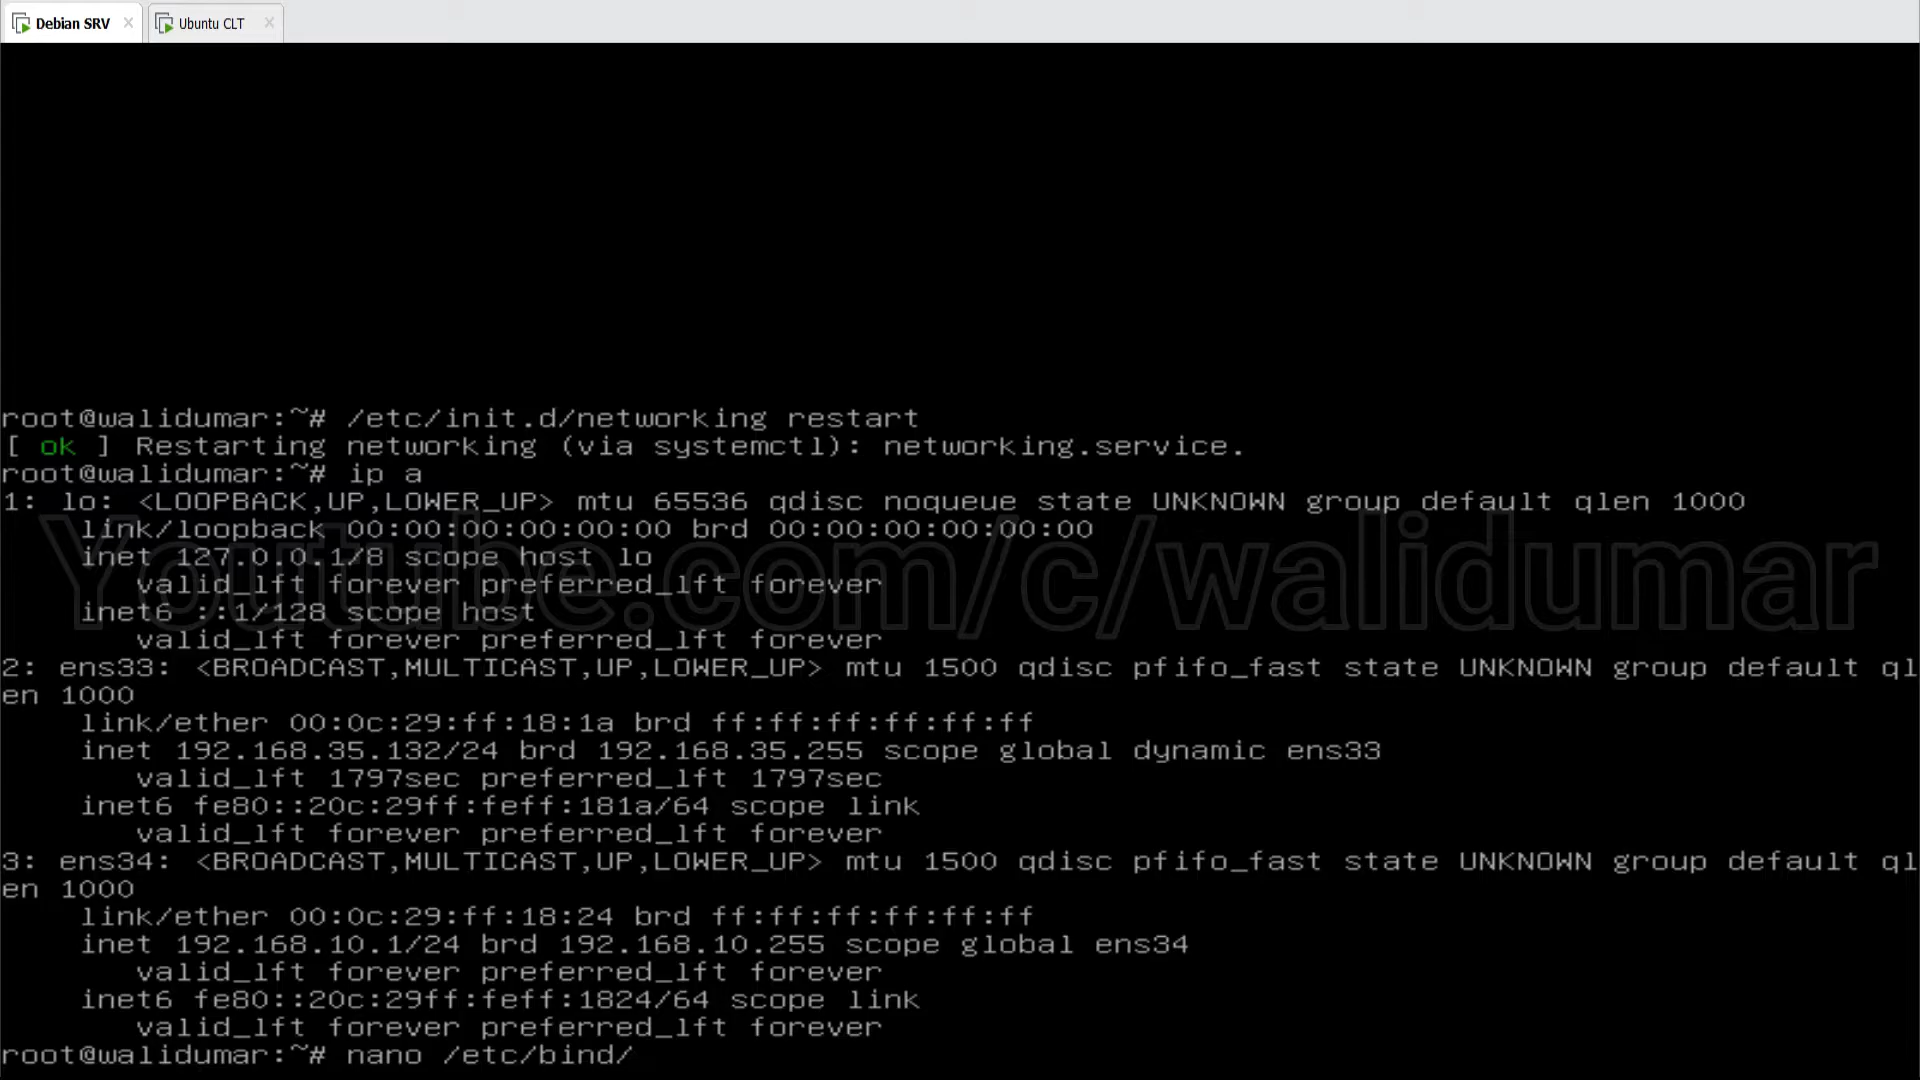 Debian SRV
Ubuntu CLT
root@walidumar:~# /etc/init.d/networking restart
[ ok ] Restarting networking (via systemctl): networking.service.
root@walidumar:~# ip a
1: lo: <LOOPBACK,UP,LOWER_UP> mtu 65536 qdisc noqueue state UNKNOWN group default qlen 1000
link/loopback 00:00:00:00:00:00 brd 00:00:00:00:00:00
inet 127.0.0.1/8 scope host lo
valid_lft forever preferred_lft forever
Youtube.com/c/walidumar
inet6 ::1/128 scope host
valid_lft forever preferred_lft forever
2: ens33: <BROADCAST,MULTICAST,UP,LOWER_UP> mtu 1500 qdisc pfifo_fast state UNKNOWN group default ql
en 1000
link/ether 00:0c:29:ff:18:1a brd ff:ff:ff:ff:ff:ff
inet 192.168.35.132/24 brd 192.168.35.255 scope global dynamic ens33
valid_lft 1797sec preferred_lft 1797sec
inet6 fe80::20c:29ff:feff:181a/64 scope link
valid_lft forever preferred_lft forever
3: ens34: <BROADCAST,MULTICAST,UP,LOWER_UP> mtu 1500 qdisc pfifo_fast state UNKNOWN group default ql
en 1000
link/ether 00:0c:29:ff:18:24 brd ff:ff:ff:ff:ff:ff
inet 192.168.10.1/24 brd 192.168.10.255 scope global ens34
valid_lft forever preferred_lft forever
inet6 fe80::20c:29ff:feff:1824/64 scope link
valid_lft forever preferred_lft forever
root@walidumar:~# nano /etc/bind/